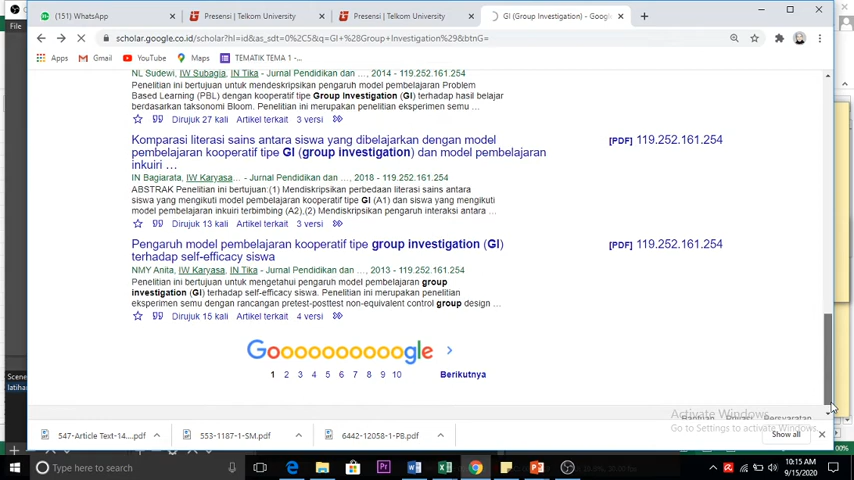 (151) WhatsApp
Presensi | Telkom University
Presensi | Telkom University
GI (Group Investigation) - Googl
File
scholar.google.co.id/scholar?hl=id&as_sdt=0%2C5&q=GI+%28Group+Investigation%29&btnG=
Apps
Gmail
YouTube
Maps
TEMATIK TEMA 1 -...
NL Sudewi, IW Subagia, IN Tika - Jurnal Pendidikan dan ..., 2014 - 119.252.161.254
Penelitian ini bertujuan untuk mendeskripsikan pengaruh model pembelajaran Problem
Based Learning (PBL) dengan kooperatif tipe Group Investigation (GI) terhadap hasil belajar
berdasarkan taksonomi Bloom. Penelitian ini merupakan penelitian eksperimen semu ...
Dirujuk 27 kali Artikel terkait 3 versi
Komparasi literasi sains antara siswa yang dibelajarkan dengan model
pembelajaran kooperatif tipe GI (group investigation) dan model pembelajaran
inkuiri ...
[PDF] 119.252.161.254
IN Bagiarata, IW Karyasa... - Jurnal Pendidikan dan ..., 2018 - 119.252.161.254
ABSTRAK Penelitian ini bertujuan:(1) Mendiskripsikan perbedaan literasi sains antara
siswa yang mengikuti model pembelajaran kooperatif tipe GI (A1) dan siswa yang mengikuti
model pembelajaran inkuiri terbimbing (A2),(2) Mendiskripsikan pengaruh interaksi antara ...
Dirujuk 13 kali Artikel terkait 3 versi
Pengaruh model pembelajaran kooperatif tipe group investigation (GI)
terhadap self-efficacy siswa
[PDF] 119.252.161.254
NMY Anita, IW Karyasa, IN Tika - Jurnal Pendidikan dan ..., 2013 - 119.252.161.254
Penelitian ini bertujuan untuk mengetahui pengaruh model pembelajaran group
investigation (GI) terhadap self-efficacy siswa. Penelitian ini merupakan penelitian
eksperimen semu dengan rancangan pretest-posttest non-equivalent control group design ...
Dirujuk 15 kali Artikel terkait 4 versi
Goooooooooogle
1 2 3 4 5 6 7 8 9 10 Berikutnya
Scene
latihan
Bantuan Privasi Persyaratan
Activate Windows
Go to Settings to activate Windows.
547-Article Text-14....pdf
553-1187-1-SM.pdf
6442-12058-1-PB.pdf
Show all
Type here to search
10:15 AM
9/15/2020